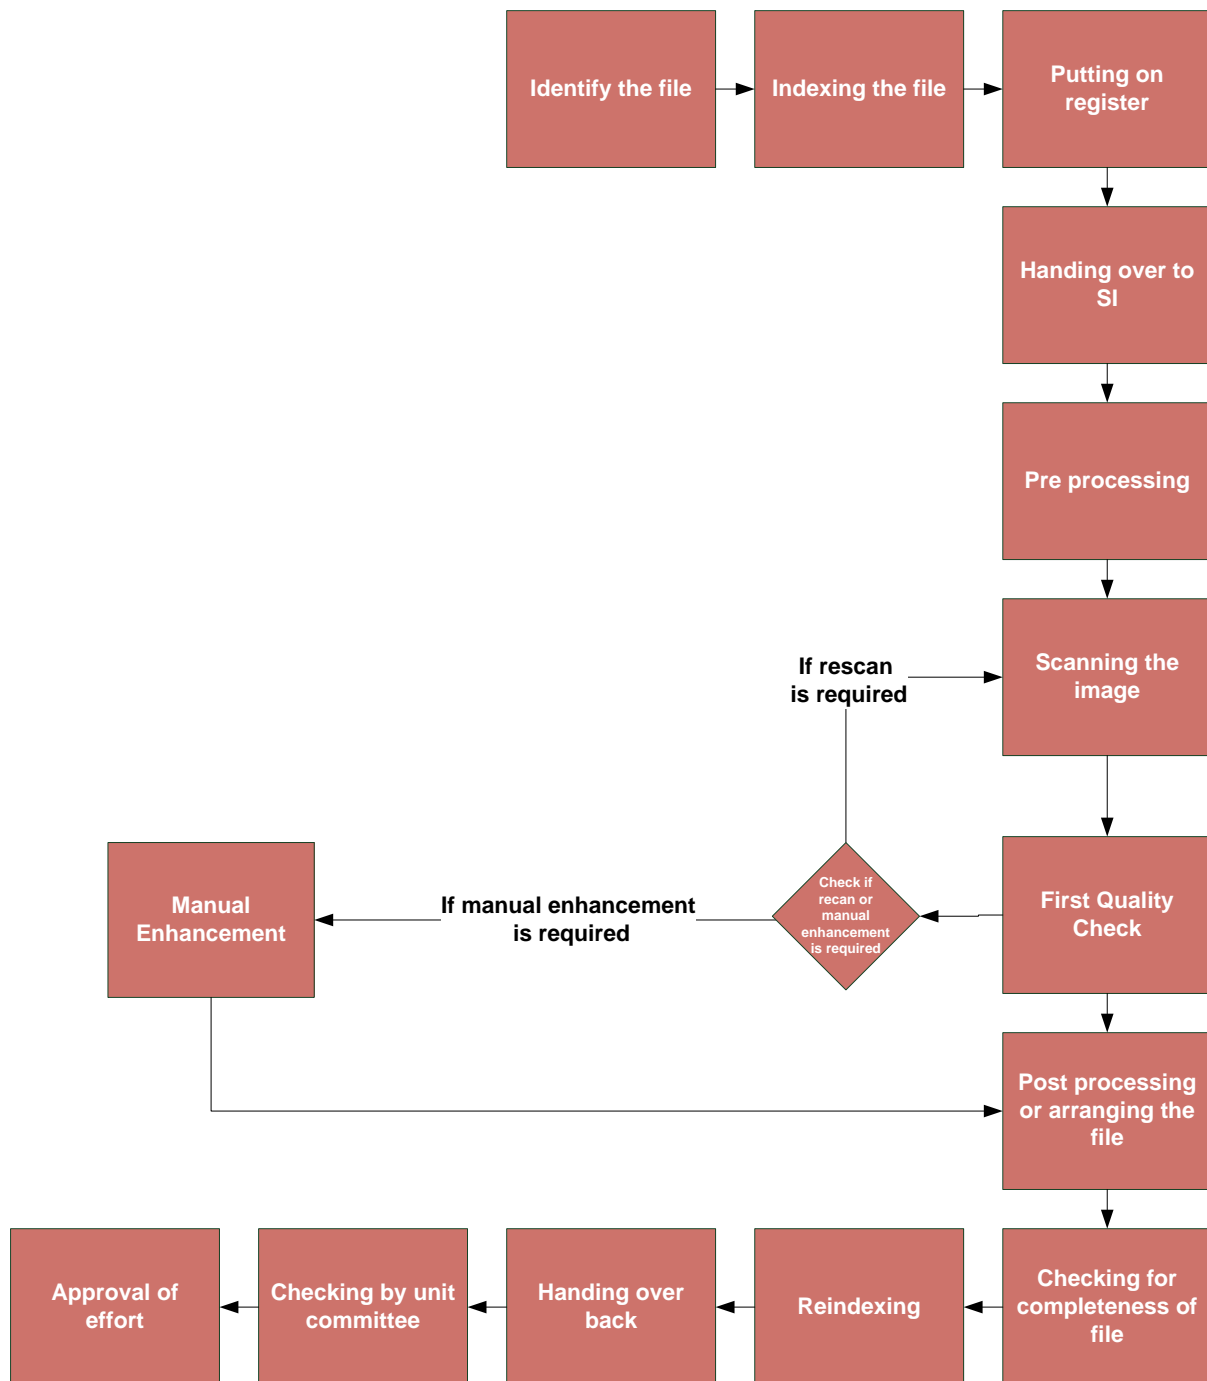 Identify the file
Indexing the file
Putting on
register
Handing over to
SI
Pre processing
Scanning the
image
If rescan
is required
First Quality
Check
Check if
recan or
manual
enhancement
is required
If manual enhancement
is required
Manual
Enhancement
Post processing
or arranging the
file
Checking for
completeness of
file
Reindexing
Handing over
back
Checking by unit
committee
Approval of
effort